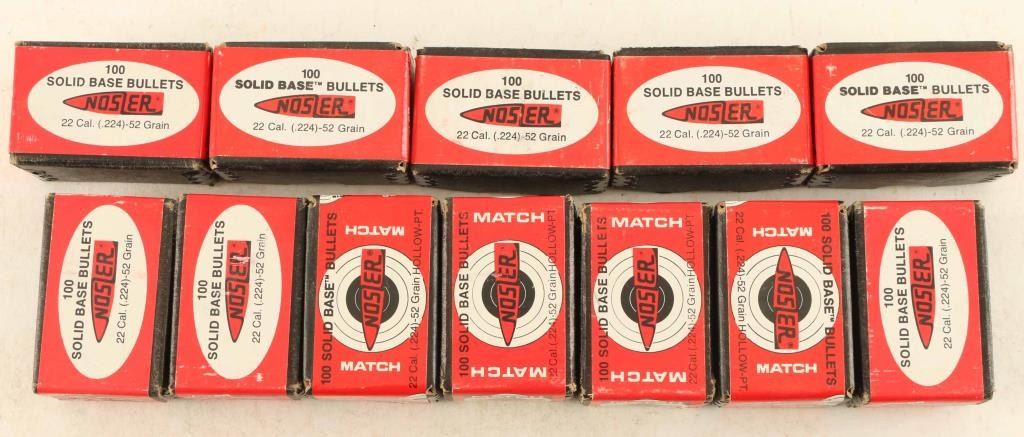 100
SOLID BASE BULLETS
NOSLER®
22 Cal. (.224)-52 Grain
100
SOLID BASE™ BULLETS
NOSLER®
22 Cal. (.224)-52 Grain
100
SOLID BASE BULLETS
NOSLER®
22 Cal. (.224)-52 Grain
100
SOLID BASE BULLETS
NOSLER®
22 Cal. (.224)-52 Grain
100
SOLID BASE™ BULLETS
NOSLER®
22 Cal. (.224)-52 Grain
100
SOLID BASE BULLETS
NOSLER®
22 Cal. (.224)-52 Grain
100
SOLID BASE BULLETS
NOSLER®
22 Cal. (.224)-52 Grain
MATCH
100 SOLID BASE™ BULLETS
NOSLER®
22 Cal. (.224)-52 Grain HOLLOW-PT.
MATCH
MATCH
100 SOLID BASE BULLETS
NOSLER®
22 Cal. (.224)-52 Grain HOLLOW-PT.
MATCH
MATCH
100 SOLID BASE BULLETS
NOSLER®
22 Cal. (.224)-52 Grain HOLLOW-PT
MATCH
MATCH
22 Cal. (.224)-52 Grain HOLLOW-PT.
NOSLER®
100 SOLID BASE™ BULLETS
MATCH
100
SOLID BASE BULLETS
NOSLER®
22 Cal. (.224)-52 Grain